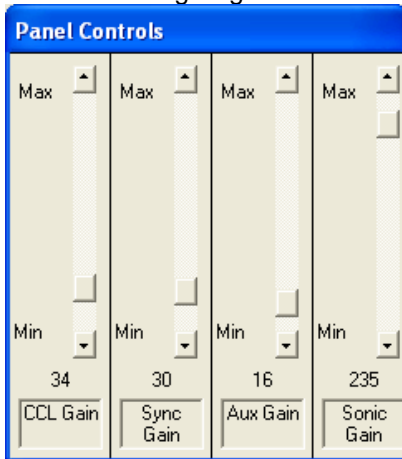 Panel Controls
Max Max Max Max
Min Min Min Min
34 30 16 235
CCL Gain Sync Gain Aux Gain Sonic Gain